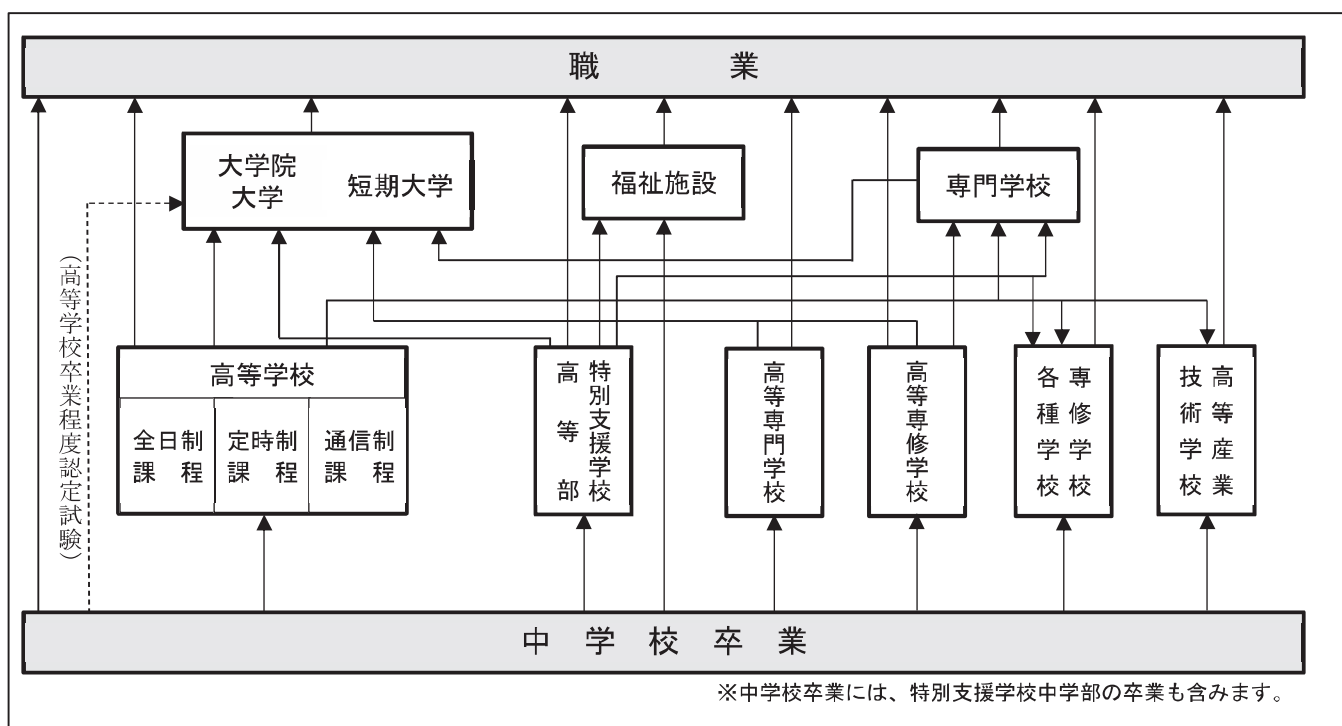 職業
大学院
大学
短期大学
福祉施設
専門学校
(高等学校卒業程度認定試験)
高等学校
全日制
課程
定時制
課程
通信制
課程
特別支援学校
高等部
高等専門学校
高等専修学校
専修学校
各種学校
高等産業
技術学校
中学校卒業
※中学校卒業には、特別支援学校中学部の卒業も含みます。